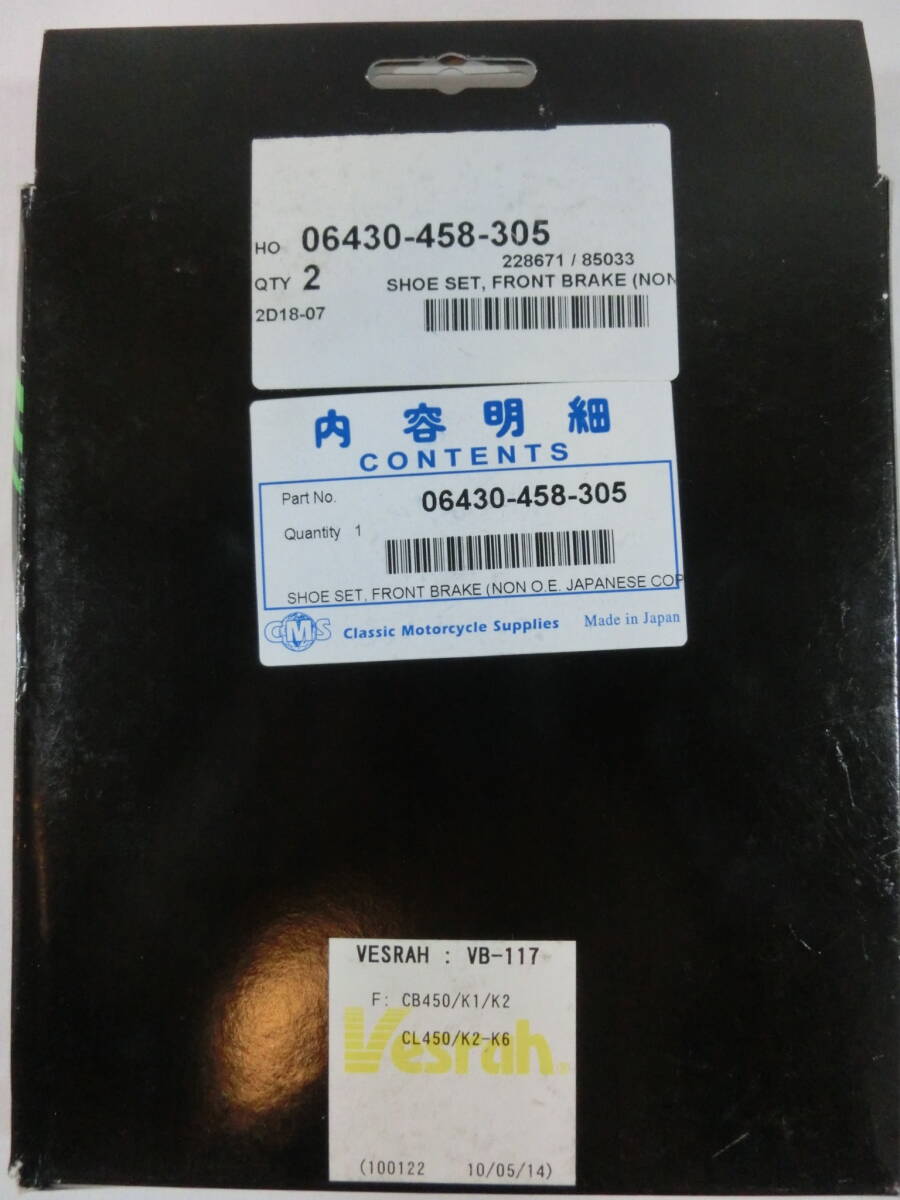 HO 06430-458-305
228671 / 85033
QTY 2 SHOE SET, FRONT BRAKE (NON
2D18-07
内容明細
CONTENTS
Part No. 06430-458-305
Quantity 1
SHOE SET, FRONT BRAKE (NON O.E. JAPANESE COP
CMS Classic Motorcycle Supplies Made in Japan
VESRAH : VB-117
F: CB450/K1/K2
CL450/K2-K6
Vesrah®
(100122 10/05/14)